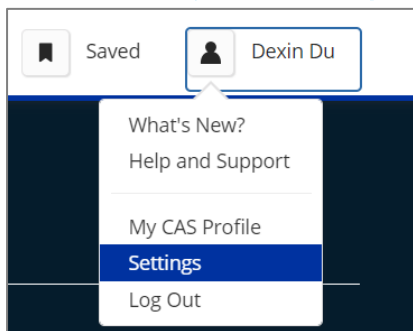 Saved
Dexin Du
What's New?
Help and Support
My CAS Profile
Settings
Log Out